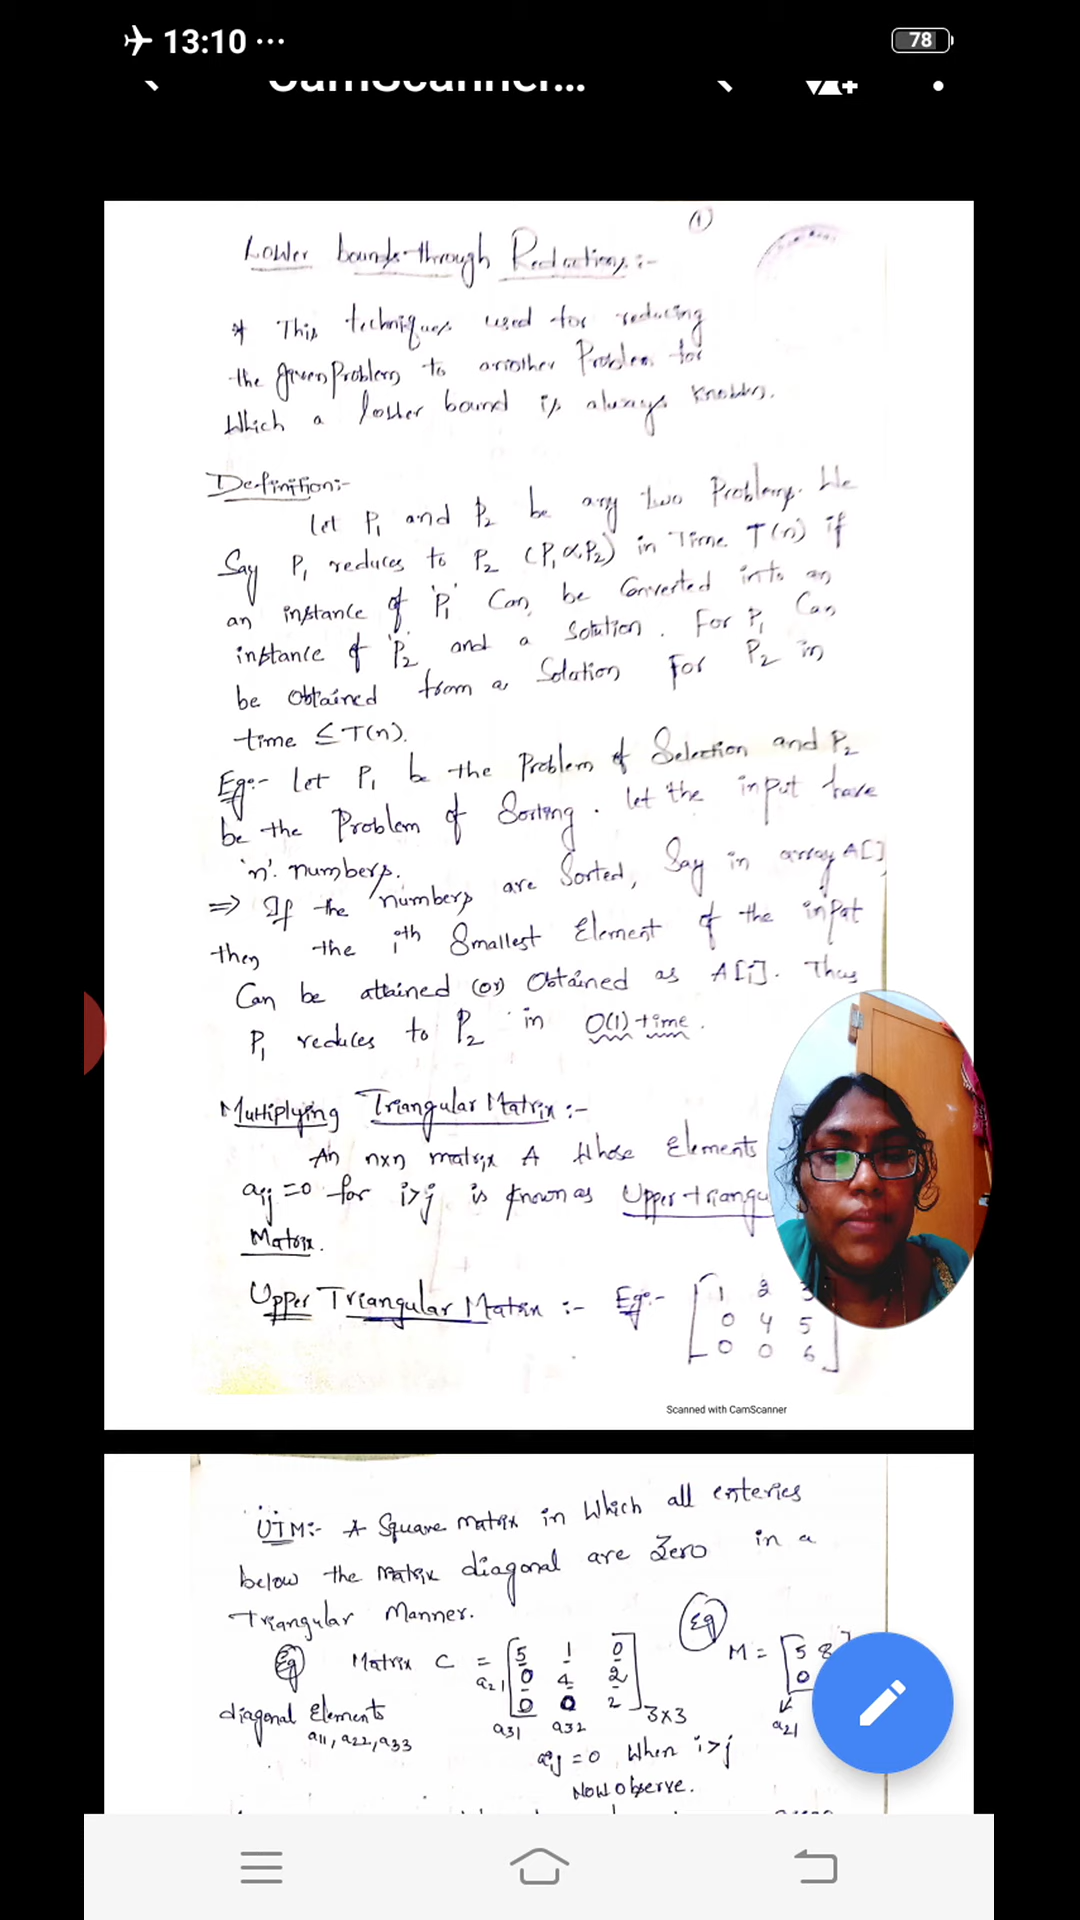 13:10 ...
78
CamScanner...
①
Lower bounds through Reductions:-
* This techniques used for reducing
the given Problem to another Problem for
Which a lower bound is always known.
Definition:-
Let P₁ and P₂ be any two Problems. We
Say P₁ reduces to P₂ (P₁ ∝ P₂) in Time T(n) if
an instance of 'P₁' Can be Converted into an
instance of 'P₂' and a Solution. For P₁ Can
be Obtained from a Solution For P₂ in
time ≤ T(n).
Eg:- Let P₁ be the Problem of Selection and P₂
be the Problem of Sorting. let the input have
'n' numbers.
⇒ If the numbers are Sorted, Say in array A[]
then the ith Smallest Element of the input
Can be attained (or) Obtained as A[i]. Thus
P₁ reduces to P₂ in O(1) time.
Multiplying Triangular Matrix :-
An nxn matrix A Whose Elements
aij = 0 for i>j is known as Upper triangu
Matrix.
Upper Triangular Matrix :- Eg:- 1 2 3
0 4 5
0 0 6
Scanned with CamScanner
UTM:- A Square matrix in Which all enteries
below the Matrix diagonal are Zero in a
Triangular Manner.
Eg Matrix C = 5 1 0 Eg M = 5 8
a21 0 4 2 0
0 0 2 3x3
diagonal Elements a31 a32 a21
a11, a22, a33
aij = 0 When i>j
Now observe.